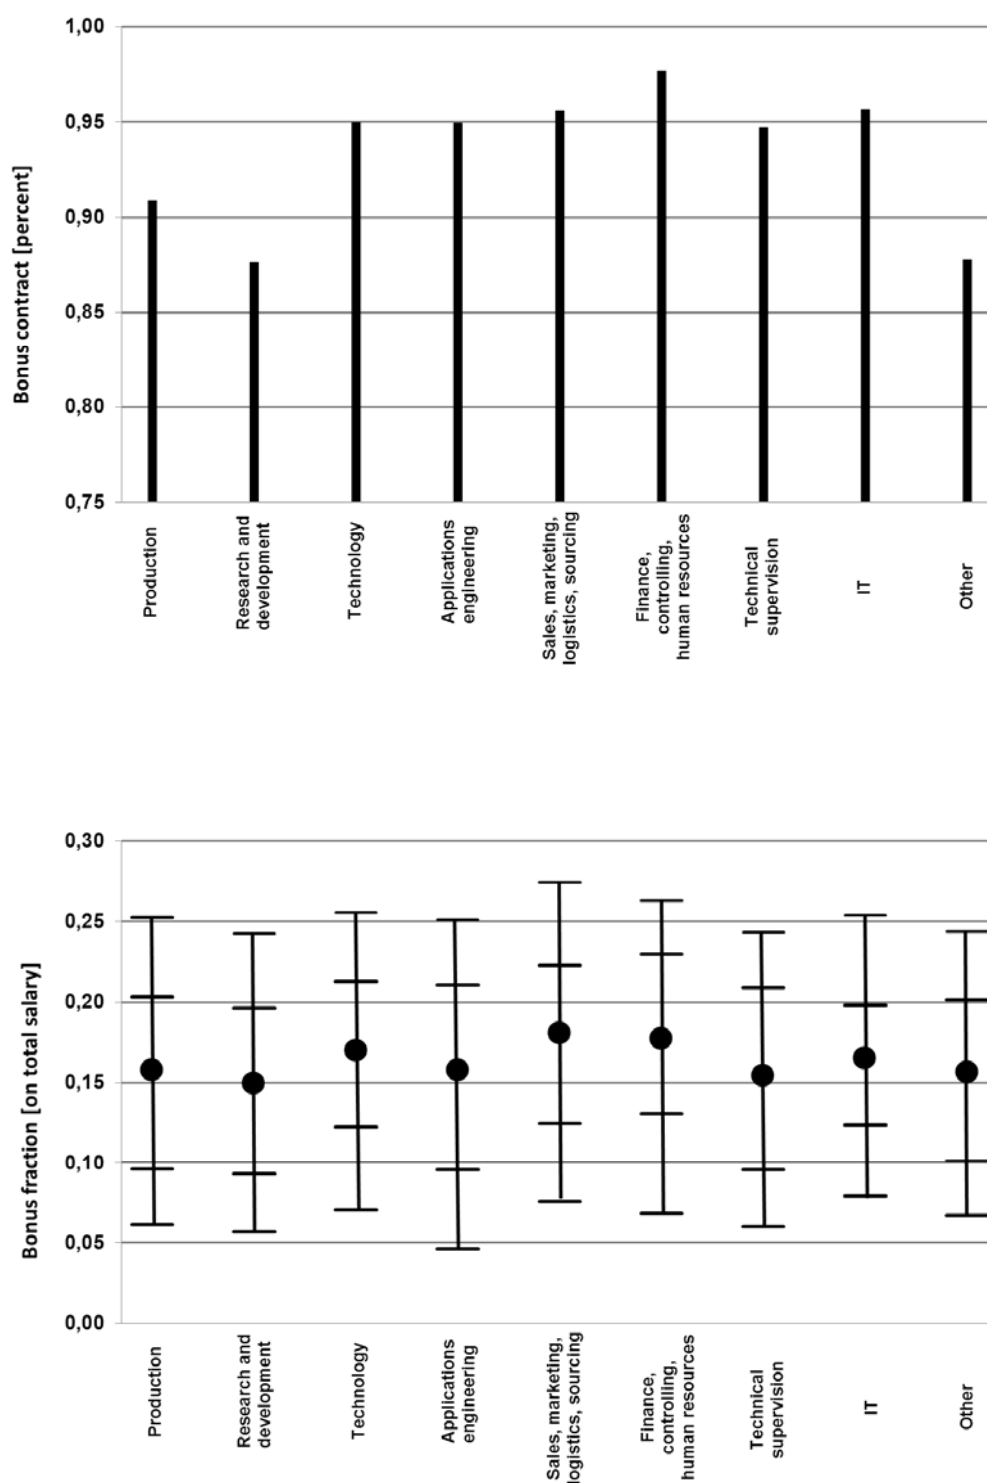 Bonus contract [percent]
1,00
0,95
0,90
0,85
0,80
0,75
Production
Research and
development
Technology
Applications
engineering
Sales, marketing,
logistics, sourcing
Finance,
controlling,
human resources
Technical
supervision
IT
Other
Bonus fraction [on total salary]
0,30
0,25
0,20
0,15
0,10
0,05
0,00
Production
Research and
development
Technology
Applications
engineering
Sales, marketing,
logistics, sourcing
Finance,
controlling,
human resources
Technical
supervision
IT
Other